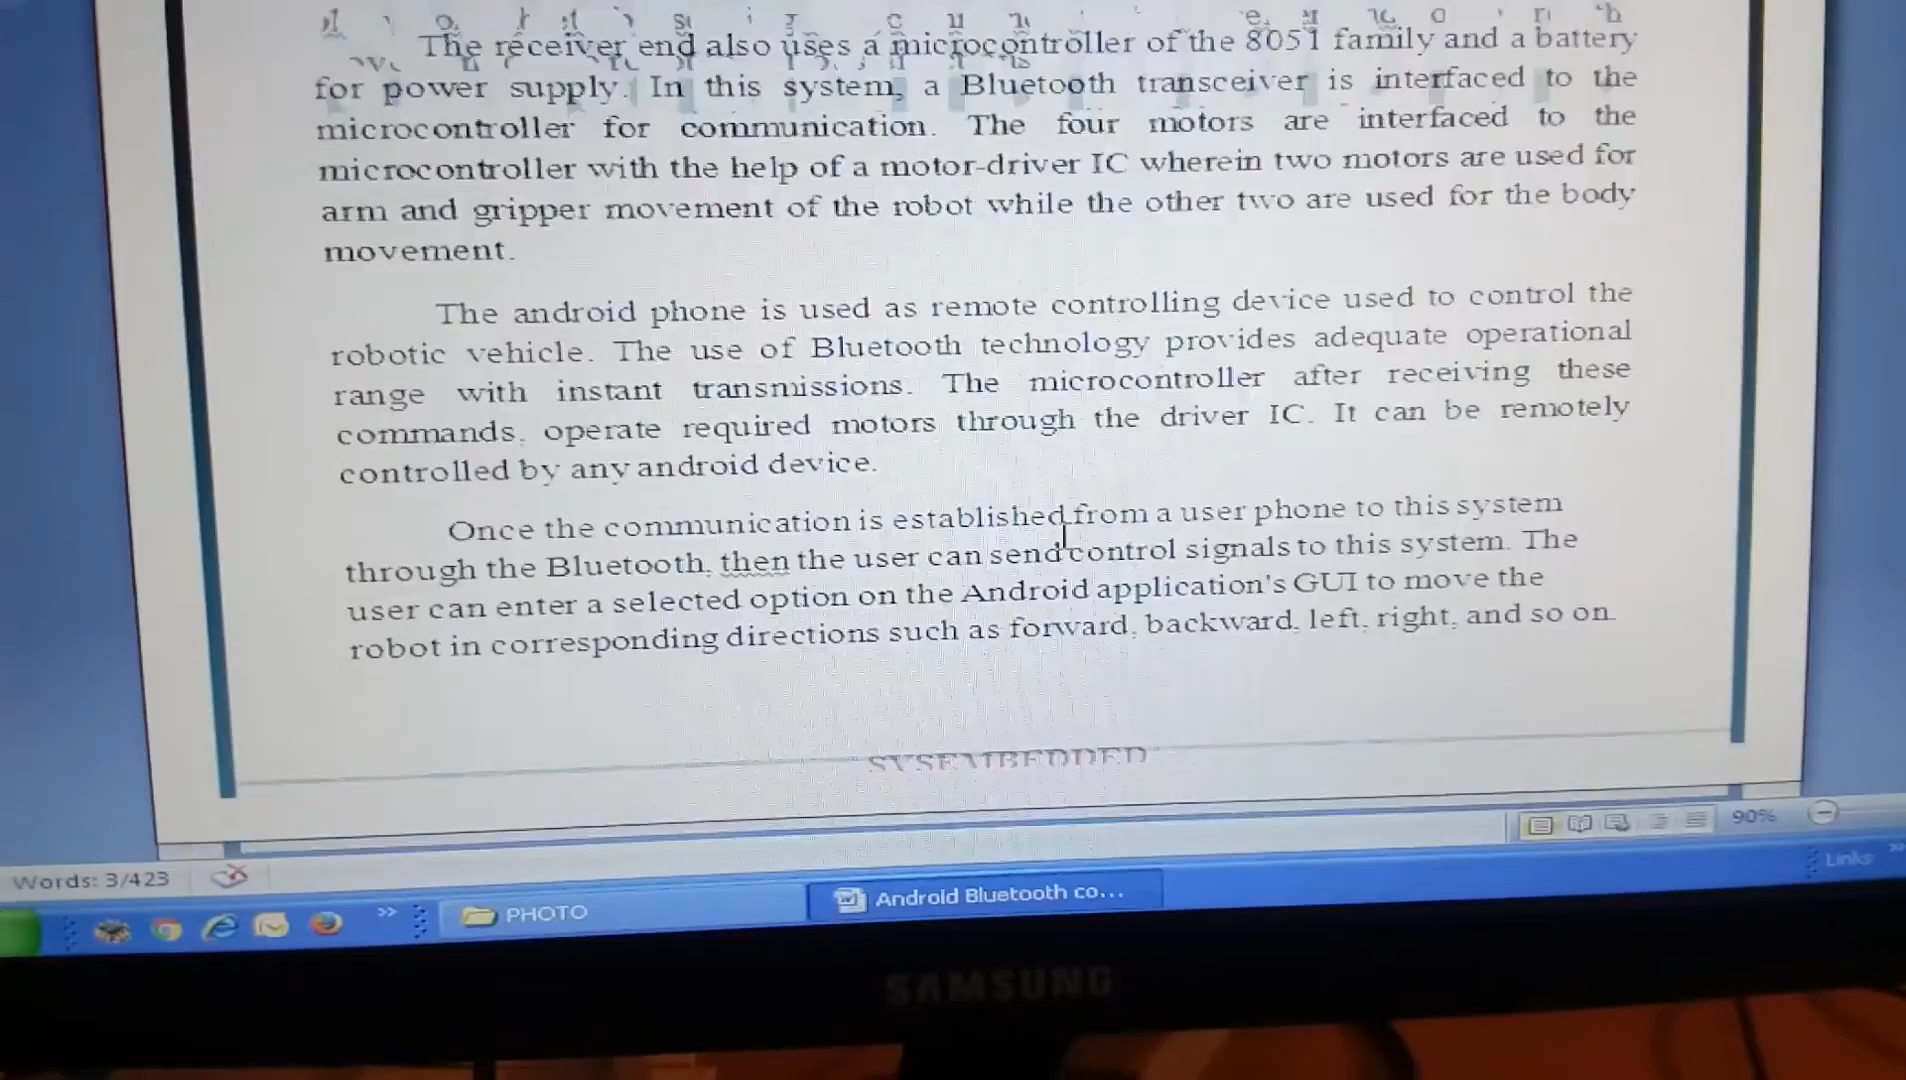 The receiver end also uses a microcontroller of the 8051 family and a battery
for power supply. In this system, a Bluetooth transceiver is interfaced to the
microcontroller for communication. The four motors are interfaced to the
microcontroller with the help of a motor-driver IC wherein two motors are used for
arm and gripper movement of the robot while the other two are used for the body
movement.
The android phone is used as remote controlling device used to control the
robotic vehicle. The use of Bluetooth technology provides adequate operational
range with instant transmissions. The microcontroller after receiving these
commands, operate required motors through the driver IC. It can be remotely
controlled by any android device.
Once the communication is established from a user phone to this system
through the Bluetooth, then the user can send control signals to this system. The
user can enter a selected option on the Android application's GUI to move the
robot in corresponding directions such as forward, backward, left, right, and so on.
SVSEMBEDDED
90%
Words: 3/423
Links
PHOTO
Android Bluetooth co...
SAMSUNG